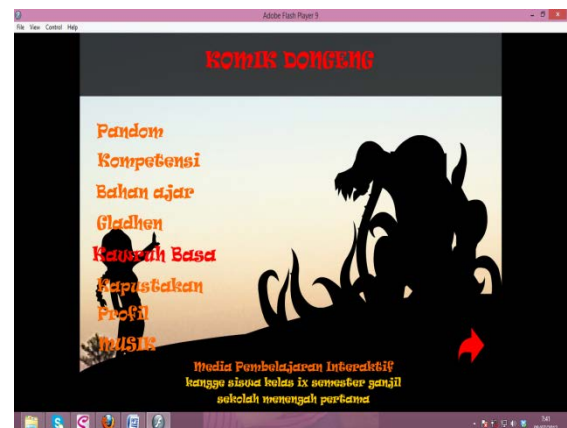 Adobe Flash Player 9
File View Control Help
KOMIK DONGENG
Pandom
Kompetensi
Bahan ajar
Gladhen
Kawruh Basa
Kapustakan
Profil
MUSIK
Media Pembelajaran Interaktif
kangge siswa kelas ix semester ganjil
sekolah menengah pertama